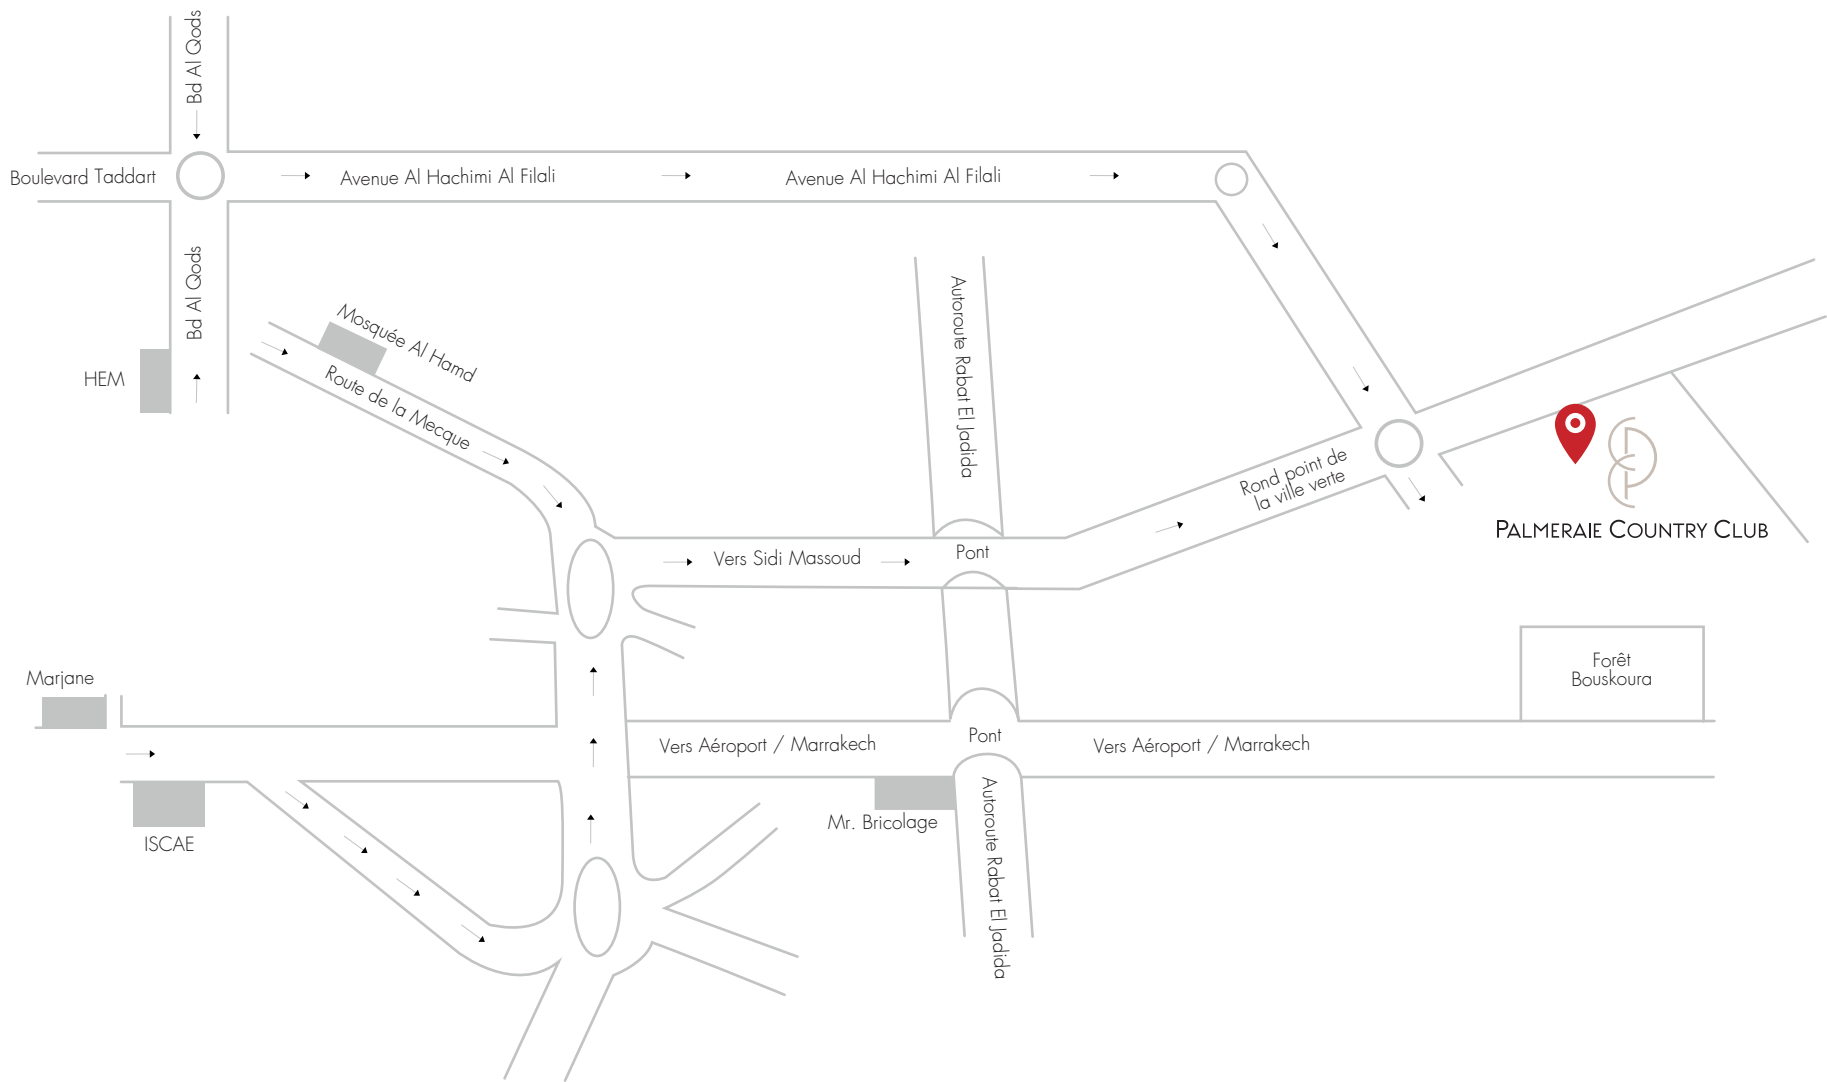 Bd Al Qods
Boulevard Taddart
Avenue Al Hachimi Al Filali
Avenue Al Hachimi Al Filali
Bd Al Qods
HEM
Mosquée Al Hamd
Route de la Mecque
Autoroute Rabat El Jadida
Rond point de
la ville verte
PALMERAIE COUNTRY CLUB
Vers Sidi Massoud
Pont
Forêt
Bouskoura
Marjane
Vers Aéroport / Marrakech
Pont
Vers Aéroport / Marrakech
ISCAE
Mr. Bricolage
Autoroute Rabat El Jadida